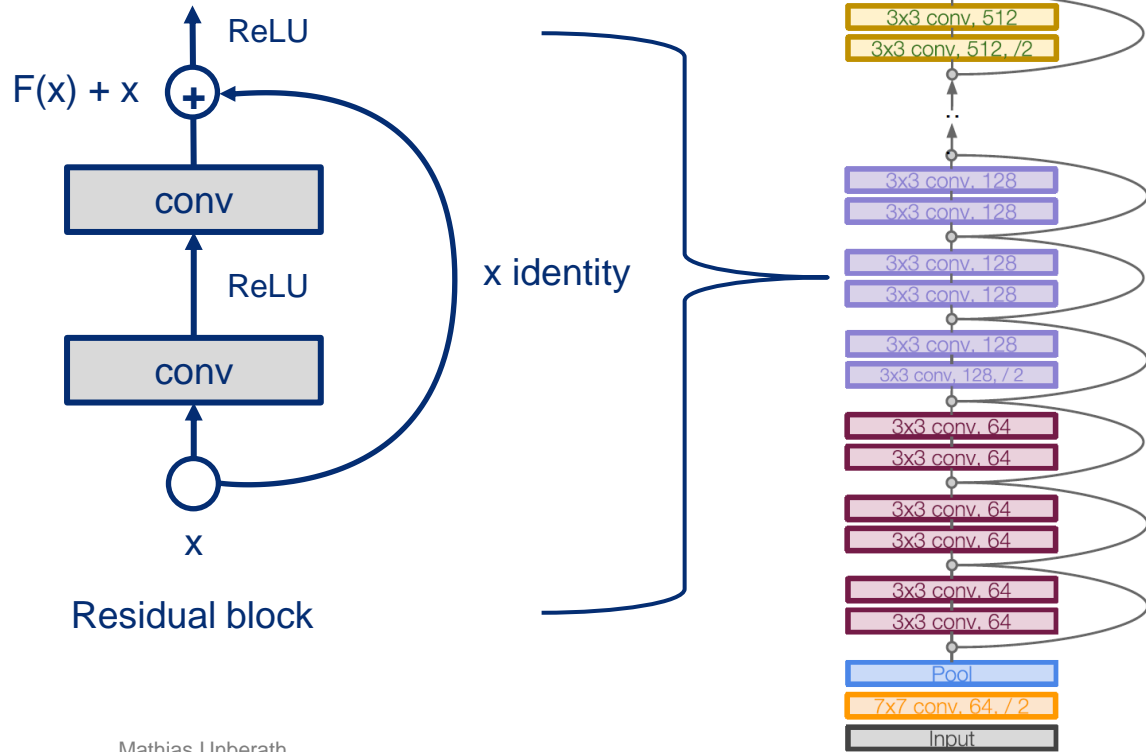 ReLU
F(x) + x
+
conv
ReLU
x identity
conv
x
Residual block
3x3 conv, 512
3x3 conv, 512, /2
..
3x3 conv, 128
3x3 conv, 128
3x3 conv, 128
3x3 conv, 128
3x3 conv, 128
3x3 conv, 128, / 2
3x3 conv, 64
3x3 conv, 64
3x3 conv, 64
3x3 conv, 64
3x3 conv, 64
3x3 conv, 64
Pool
7x7 conv, 64, / 2
Input
Mathias Unberath